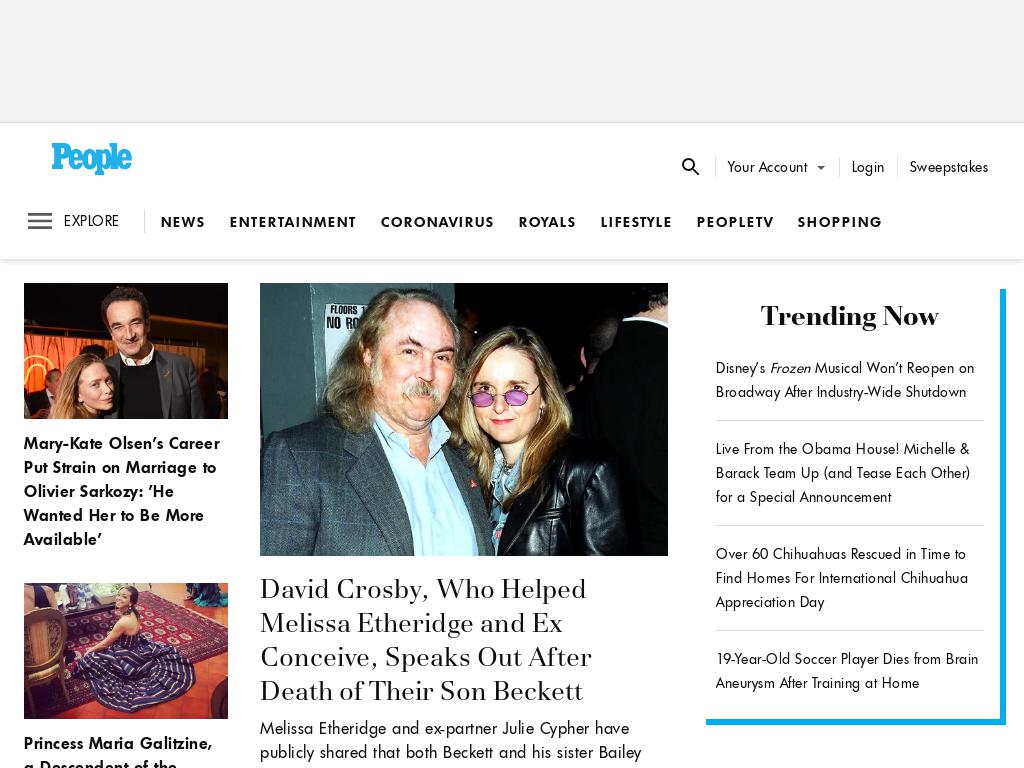 People
Your Account
Login
Sweepstakes
EXPLORE
NEWS
ENTERTAINMENT
CORONAVIRUS
ROYALS
LIFESTYLE
PEOPLETV
SHOPPING
Mary-Kate Olsen's Career
Put Strain on Marriage to
Olivier Sarkozy: 'He
Wanted Her to Be More
Available'
Princess Maria Galitzine,
a Descendent of the
FLOORS
NO
David Crosby, Who Helped
Melissa Etheridge and Ex
Conceive, Speaks Out After
Death of Their Son Beckett
Melissa Etheridge and ex-partner Julie Cypher have
publicly shared that both Beckett and his sister Bailey
Trending Now
Disney's Frozen Musical Won't Reopen on
Broadway After Industry-Wide Shutdown
Live From the Obama House! Michelle &
Barack Team Up (and Tease Each Other)
for a Special Announcement
Over 60 Chihuahuas Rescued in Time to
Find Homes For International Chihuahua
Appreciation Day
19-Year-Old Soccer Player Dies from Brain
Aneurysm After Training at Home